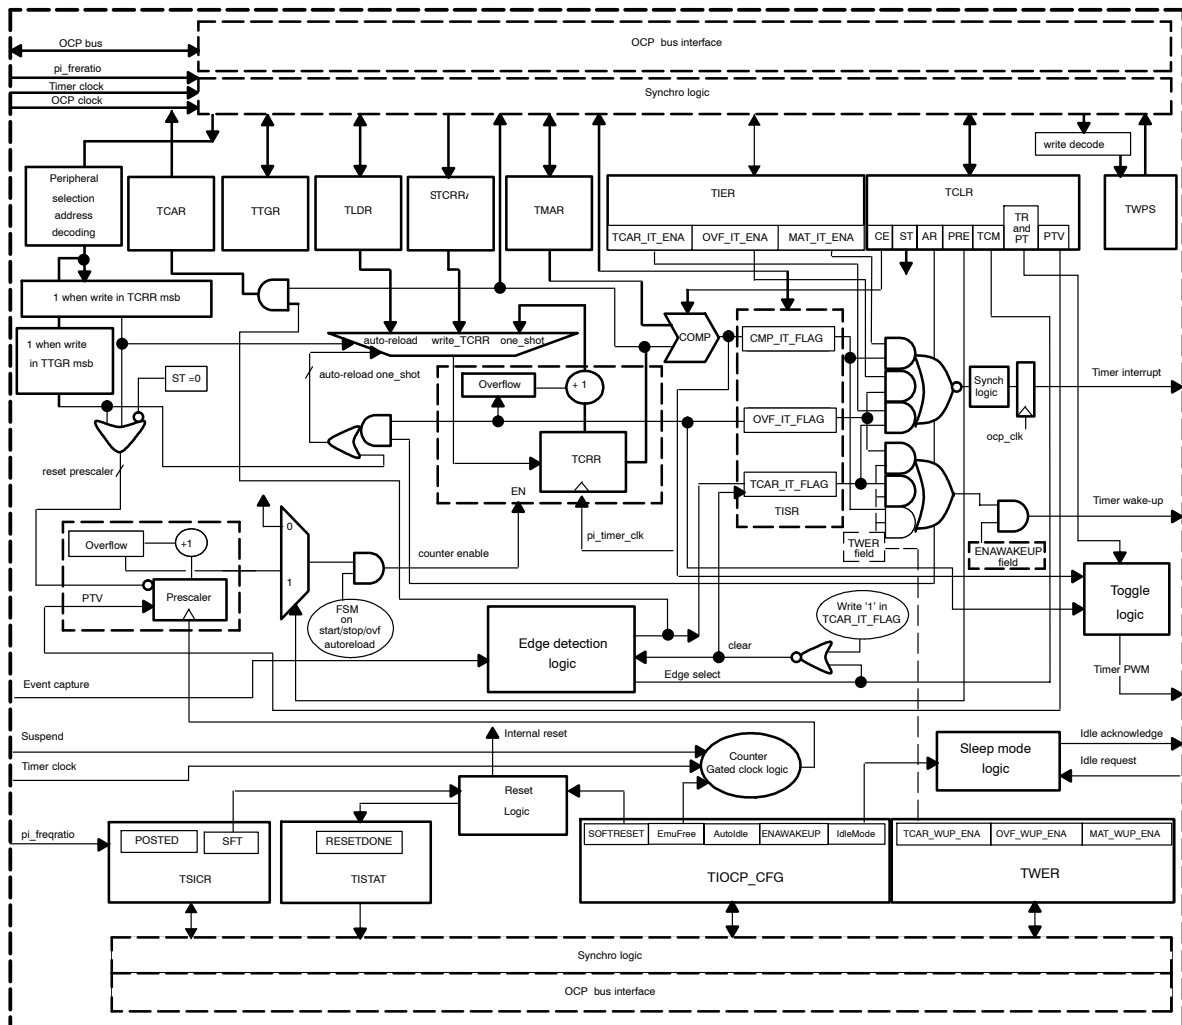 OCP bus
OCP bus interface
pi_freratio
Timer clock
OCP clock
Synchro logic
write decode
Peripheral
selection
address
decoding
TCAR
TTGR
TLDR
STCRR/
TMAR
TIER
TCAR_IT_ENA
OVF_IT_ENA
MAT_IT_ENA
TCLR
CE
ST
AR
PRE
TCM
TR
and
PT
PTV
TWPS
1 when write in TCRR msb
1 when write
in TTGR msb
ST =0
auto-reload
write_TCRR
one_shot
auto-reload one_shot
COMP
CMP_IT_FLAG
OVF_IT_FLAG
TCAR_IT_FLAG
TISR
Overflow
+ 1
TCRR
EN
pi_timer_clk
Synch
logic
ocp_clk
Timer interrupt
Timer wake-up
TWER
field
ENAWAKEUP
field
reset prescaler
Overflow
+1
Prescaler
PTV
0
1
counter enable
FSM
on
start/stop/ovf
autoreload
Edge detection
logic
clear
Edge select
Write '1' in
TCAR_IT_FLAG
Toggle
logic
Timer PWM
Event capture
Suspend
Timer clock
Internal reset
Counter
Gated clock logic
Sleep mode
logic
Idle acknowledge
Idle request
Reset
Logic
pi_freqratio
POSTED
SFT
TSICR
RESETDONE
TISTAT
SOFTRESET
EmuFree
AutoIdle
ENAWAKEUP
IdleMode
TIOCP_CFG
TCAR_WUP_ENA
OVF_WUP_ENA
MAT_WUP_ENA
TWER
Synchro logic
OCP bus interface